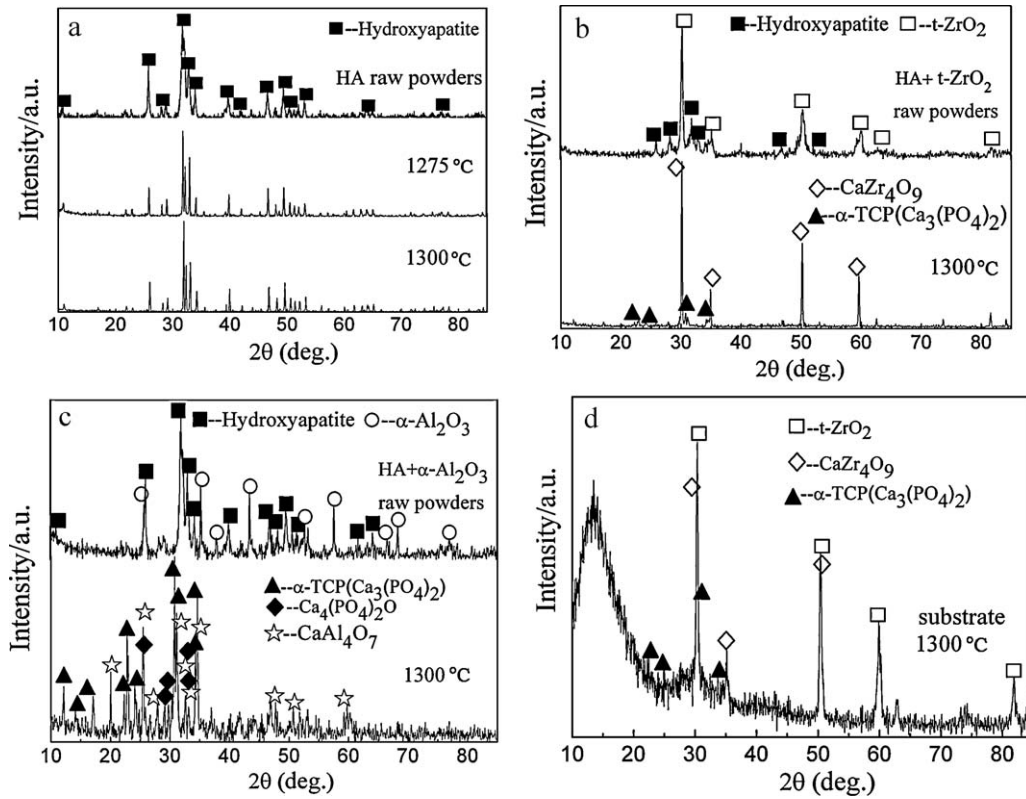 a
■--Hydroxyapatite
HA raw powders
1275 °C
1300 °C
Intensity/a.u.
10 20 30 40 50 60 70 80
2θ (deg.)
b
■--Hydroxyapatite □--t-ZrO2
HA+ t-ZrO2
raw powders
◇--CaZr4O9
▲--α-TCP(Ca3(PO4)2)
1300 °C
Intensity/a.u.
10 20 30 40 50 60 70 80
2θ (deg.)
c
■--Hydroxyapatite ○--α-Al2O3
HA+α-Al2O3
raw powders
▲--α-TCP(Ca3(PO4)2)
◆--Ca4(PO4)2O
☆--CaAl4O7
1300 °C
Intensity/a.u.
10 20 30 40 50 60 70 80
2θ (deg.)
d
□--t-ZrO2
◇--CaZr4O9
▲--α-TCP(Ca3(PO4)2)
substrate
1300 °C
Intensity/a.u.
10 20 30 40 50 60 70 80
2θ (deg.)